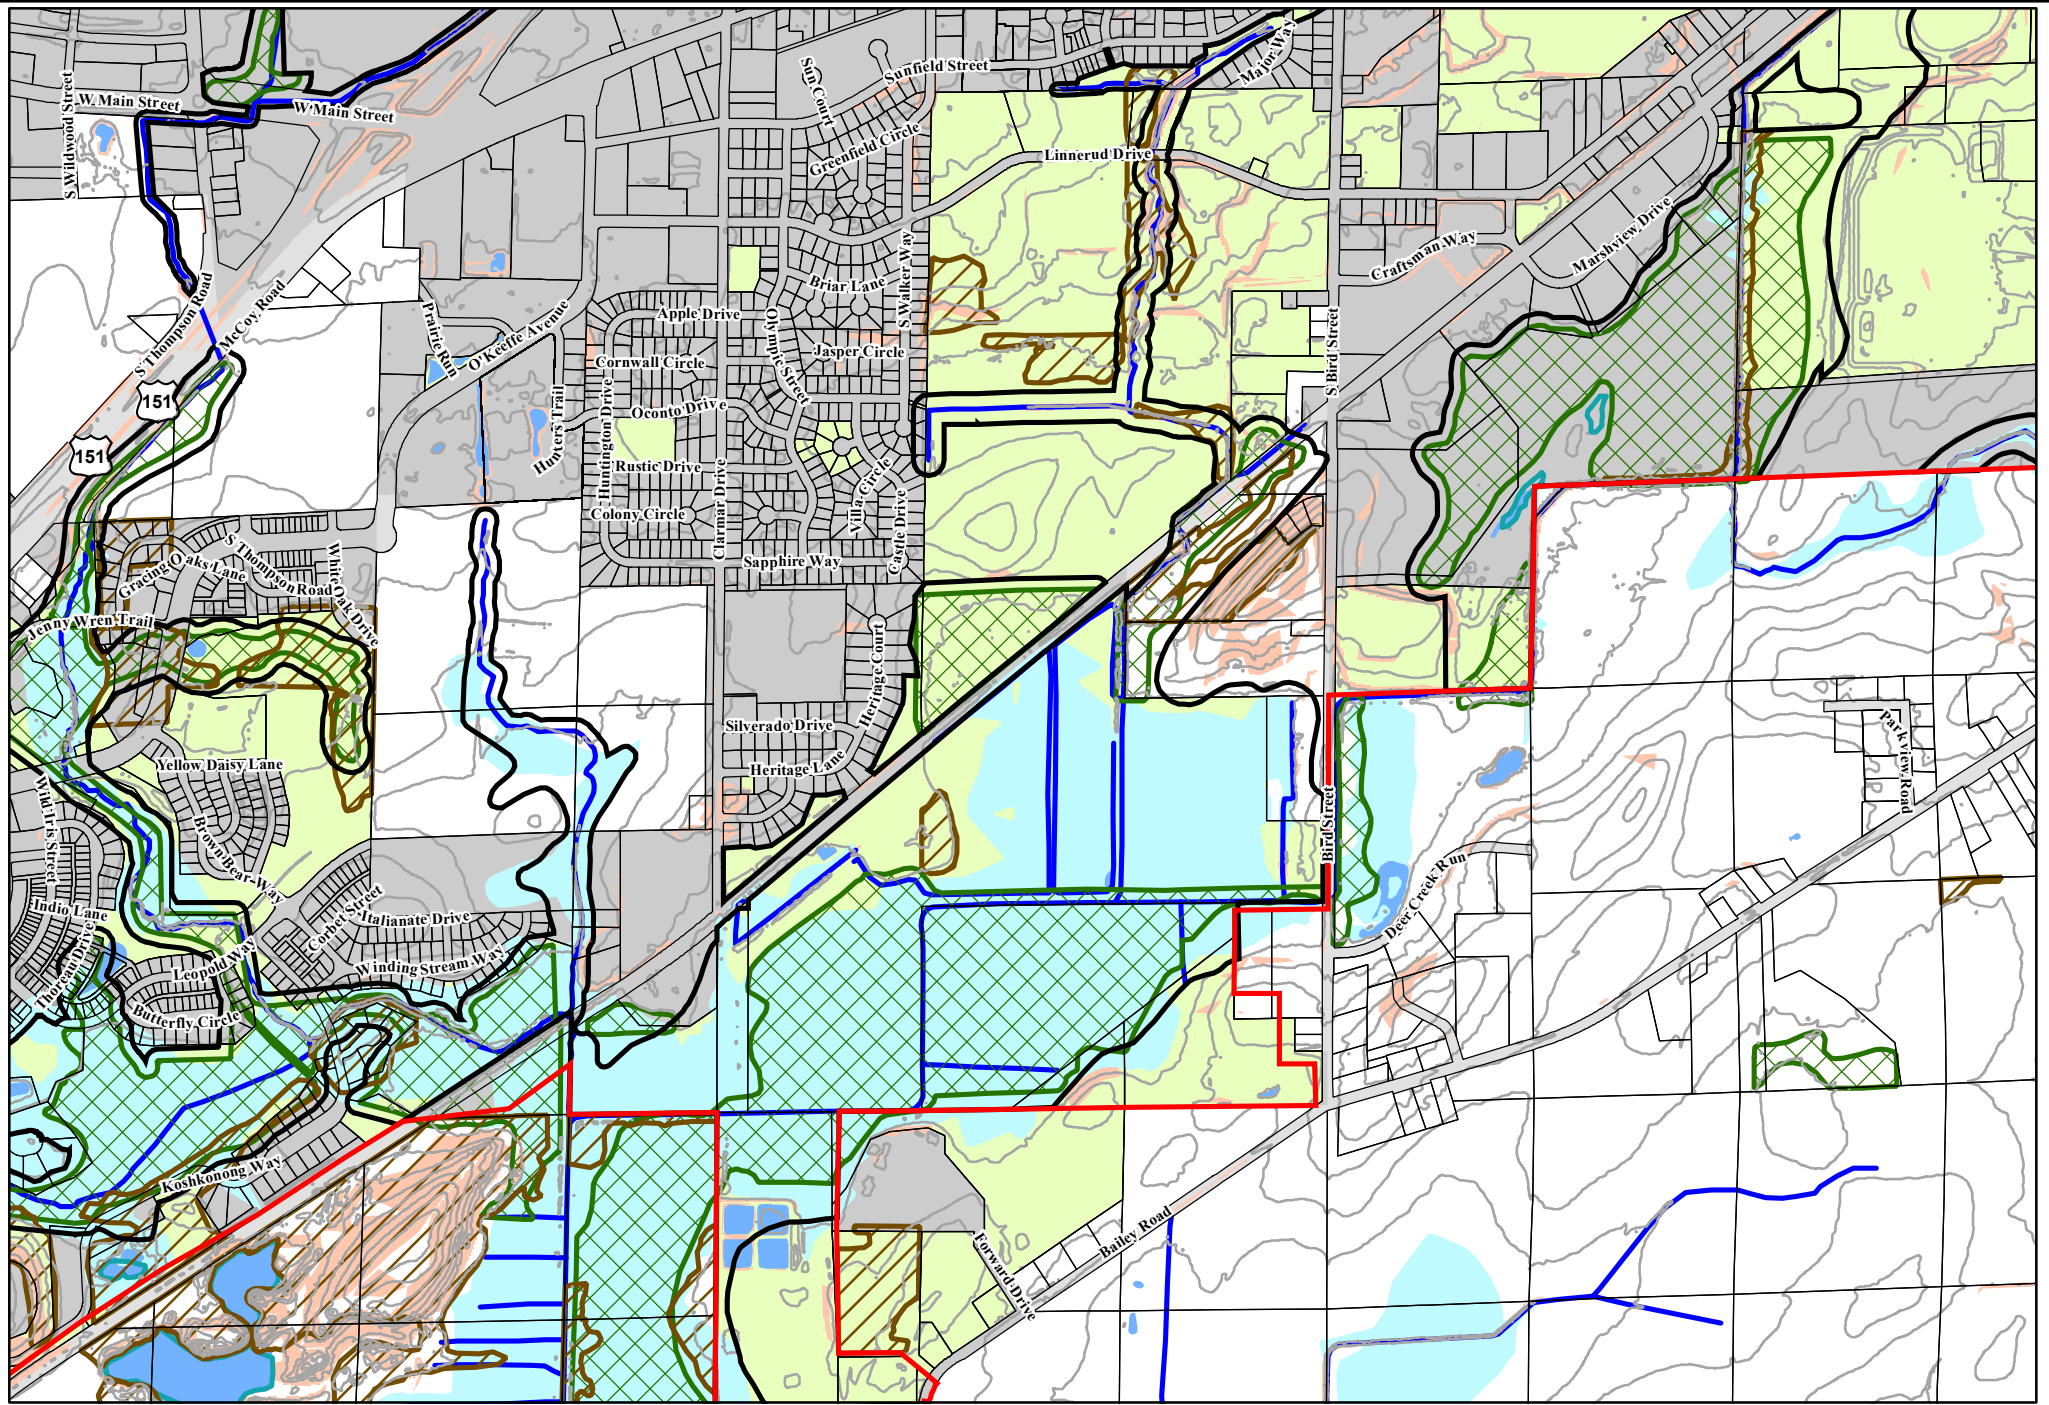 Sunfield Street
Major Way
Sun Court
S Wildwood Street
W Main Street
W Main Street
Greenfield Circle
Linnerud Drive
Craftsman Way
Marshview Drive
S Walker Way
Briar Lane
S Thompson Road
McCoy Road
Prairie Run
O'Keeffe Avenue
Apple Drive
Olympic Street
Jasper Circle
Cornwall Circle
S Bird Street
151
151
Hunters Trail
Huntington Drive
Oconto Drive
Rustic Drive
Villa Circle
Clarmar Drive
Castle Drive
Colony Circle
Sapphire Way
Gracing Oaks Lane
S Thompson Road
White Oak Drive
Jenny Wren Trail
Heritage Court
Silverado Drive
Heritage Lane
Parkview Road
Yellow Daisy Lane
Wild Iris Street
Brown Bear Way
Bird Street
Deer Creek Run
Indio Lane
Corbet Street
Italianate Drive
Thoreau Drive
Leopold Way
Winding Stream Way
Butterfly Circle
Koshkonong Way
Forward Drive
Bailey Road